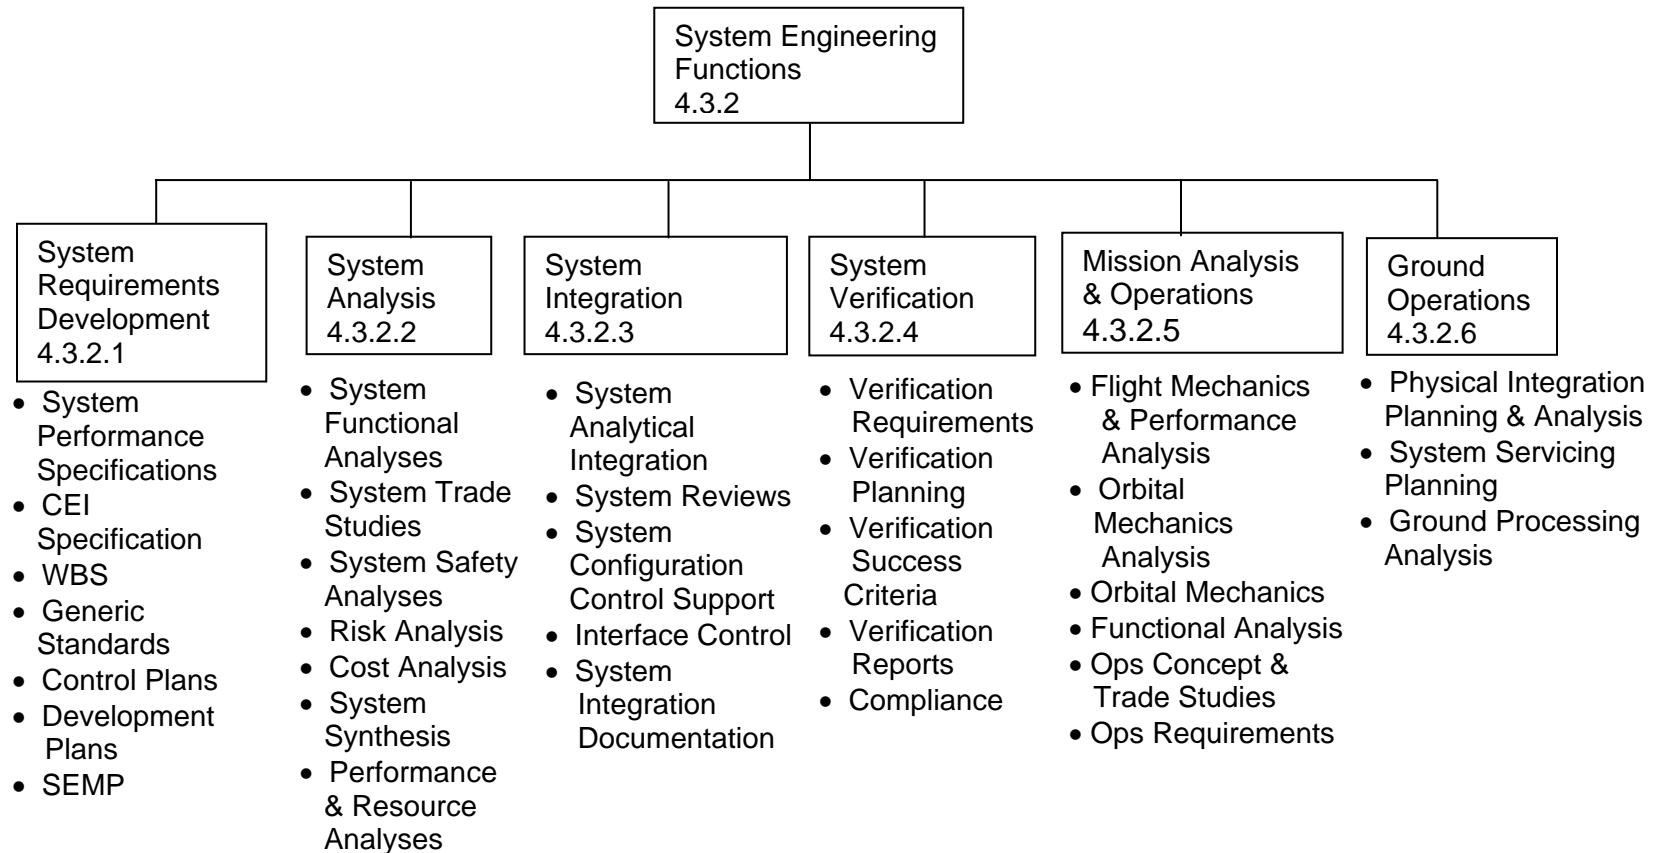 System Engineering
Functions
4.3.2
System
Requirements
Development
4.3.2.1
• System
Performance
Specifications
• CEI
Specification
• WBS
• Generic
Standards
• Control Plans
• Development
Plans
• SEMP
System
Analysis
4.3.2.2
• System
Functional
Analyses
• System Trade
Studies
• System Safety
Analyses
• Risk Analysis
• Cost Analysis
• System
Synthesis
• Performance
& Resource
Analyses
System
Integration
4.3.2.3
• System
Analytical
Integration
• System Reviews
• System
Configuration
Control Support
• Interface Control
• System
Integration
Documentation
System
Verification
4.3.2.4
• Verification
Requirements
• Verification
Planning
• Verification
Success
Criteria
• Verification
Reports
• Compliance
Mission Analysis
& Operations
4.3.2.5
• Flight Mechanics
& Performance
Analysis
• Orbital
Mechanics
Analysis
• Orbital Mechanics
• Functional Analysis
• Ops Concept &
Trade Studies
• Ops Requirements
Ground
Operations
4.3.2.6
• Physical Integration
Planning & Analysis
• System Servicing
Planning
• Ground Processing
Analysis